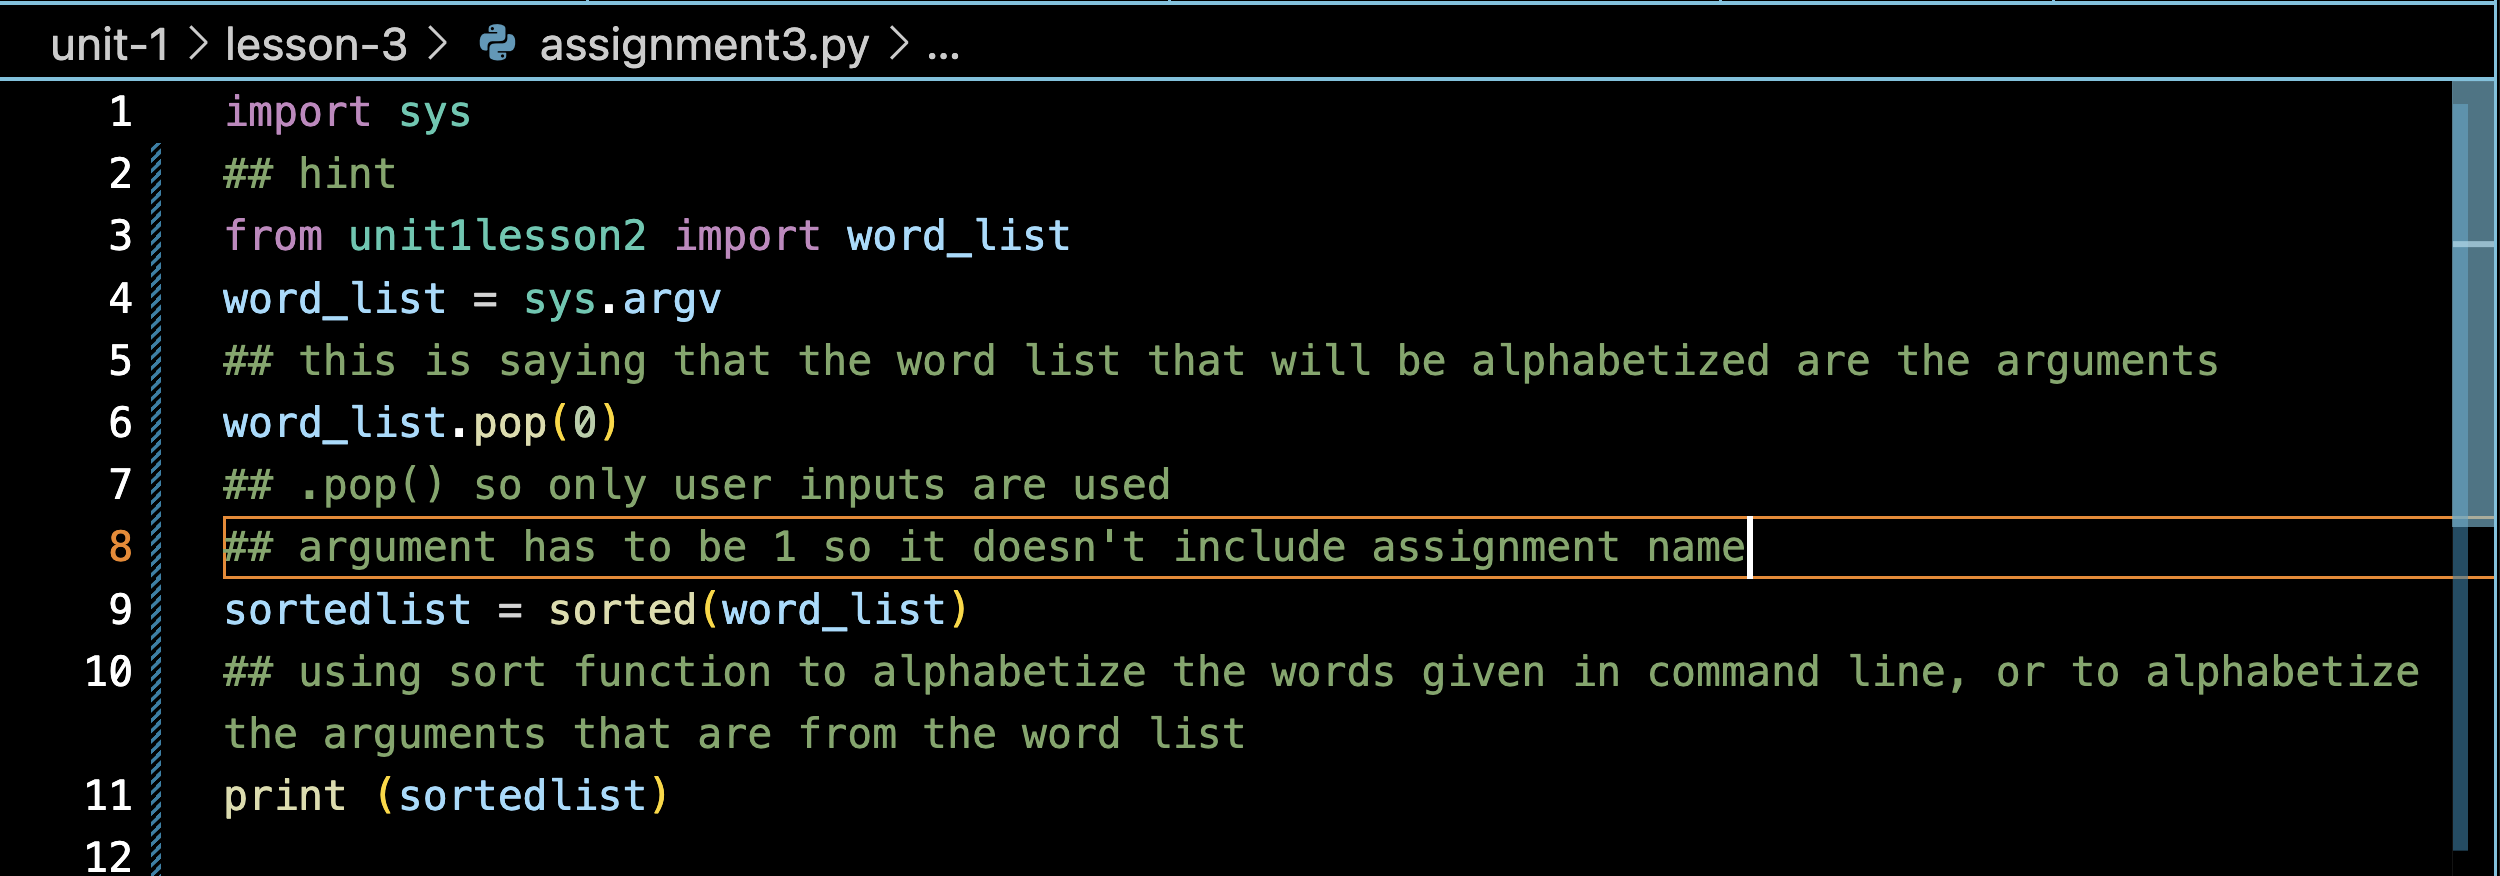 unit-1 > lesson-3 > assignment3.py > ...
1 import sys
2 ## hint
3 from unit1lesson2 import word_list
4 word_list = sys.argv
5 ## this is saying that the word list that will be alphabetized are the arguments
6 word_list.pop(0)
7 ## .pop() so only user inputs are used
8 ## argument has to be 1 so it doesn't include assignment name
9 sortedlist = sorted(word_list)
10 ## using sort function to alphabetize the words given in command line, or to alphabetize
the arguments that are from the word list
11 print (sortedlist)
12